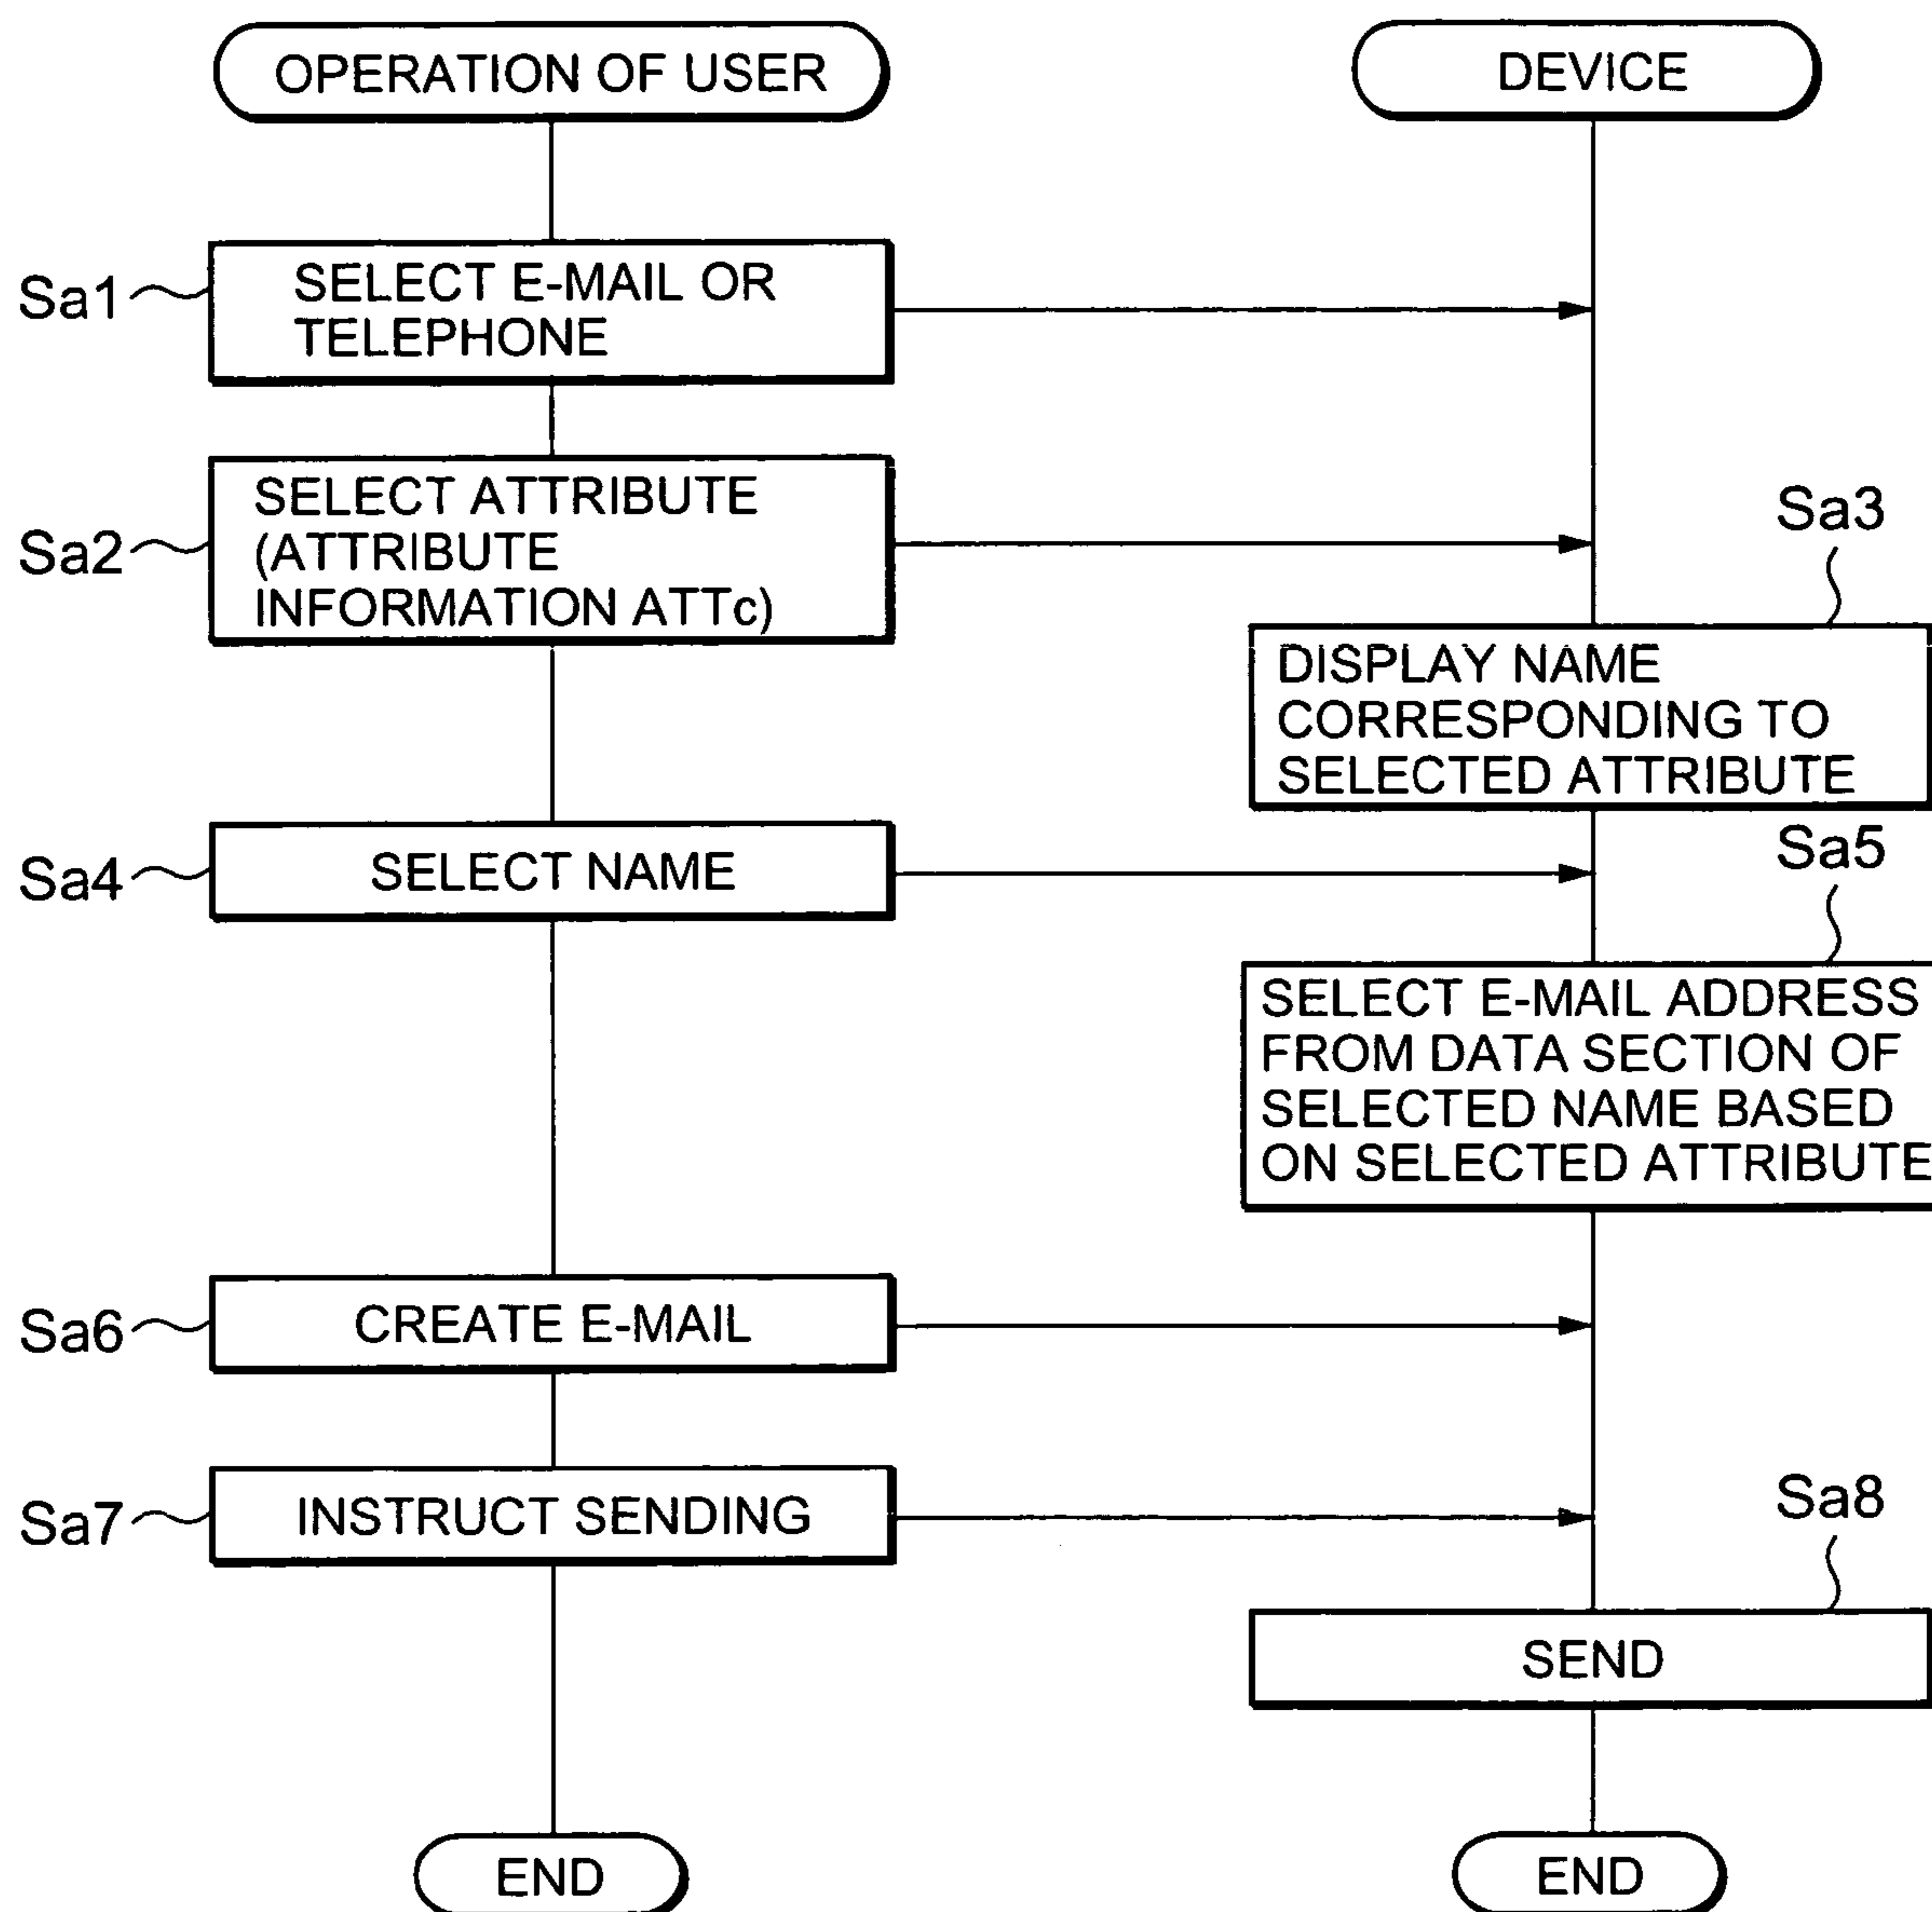 OPERATION OF USER
DEVICE
Sa1
SELECT E-MAIL OR
TELEPHONE
Sa2
SELECT ATTRIBUTE
(ATTRIBUTE
INFORMATION ATTc)
Sa3
DISPLAY NAME
CORRESPONDING TO
SELECTED ATTRIBUTE
Sa4
SELECT NAME
Sa5
SELECT E-MAIL ADDRESS
FROM DATA SECTION OF
SELECTED NAME BASED
ON SELECTED ATTRIBUTE
Sa6
CREATE E-MAIL
Sa7
INSTRUCT SENDING
Sa8
SEND
END
END